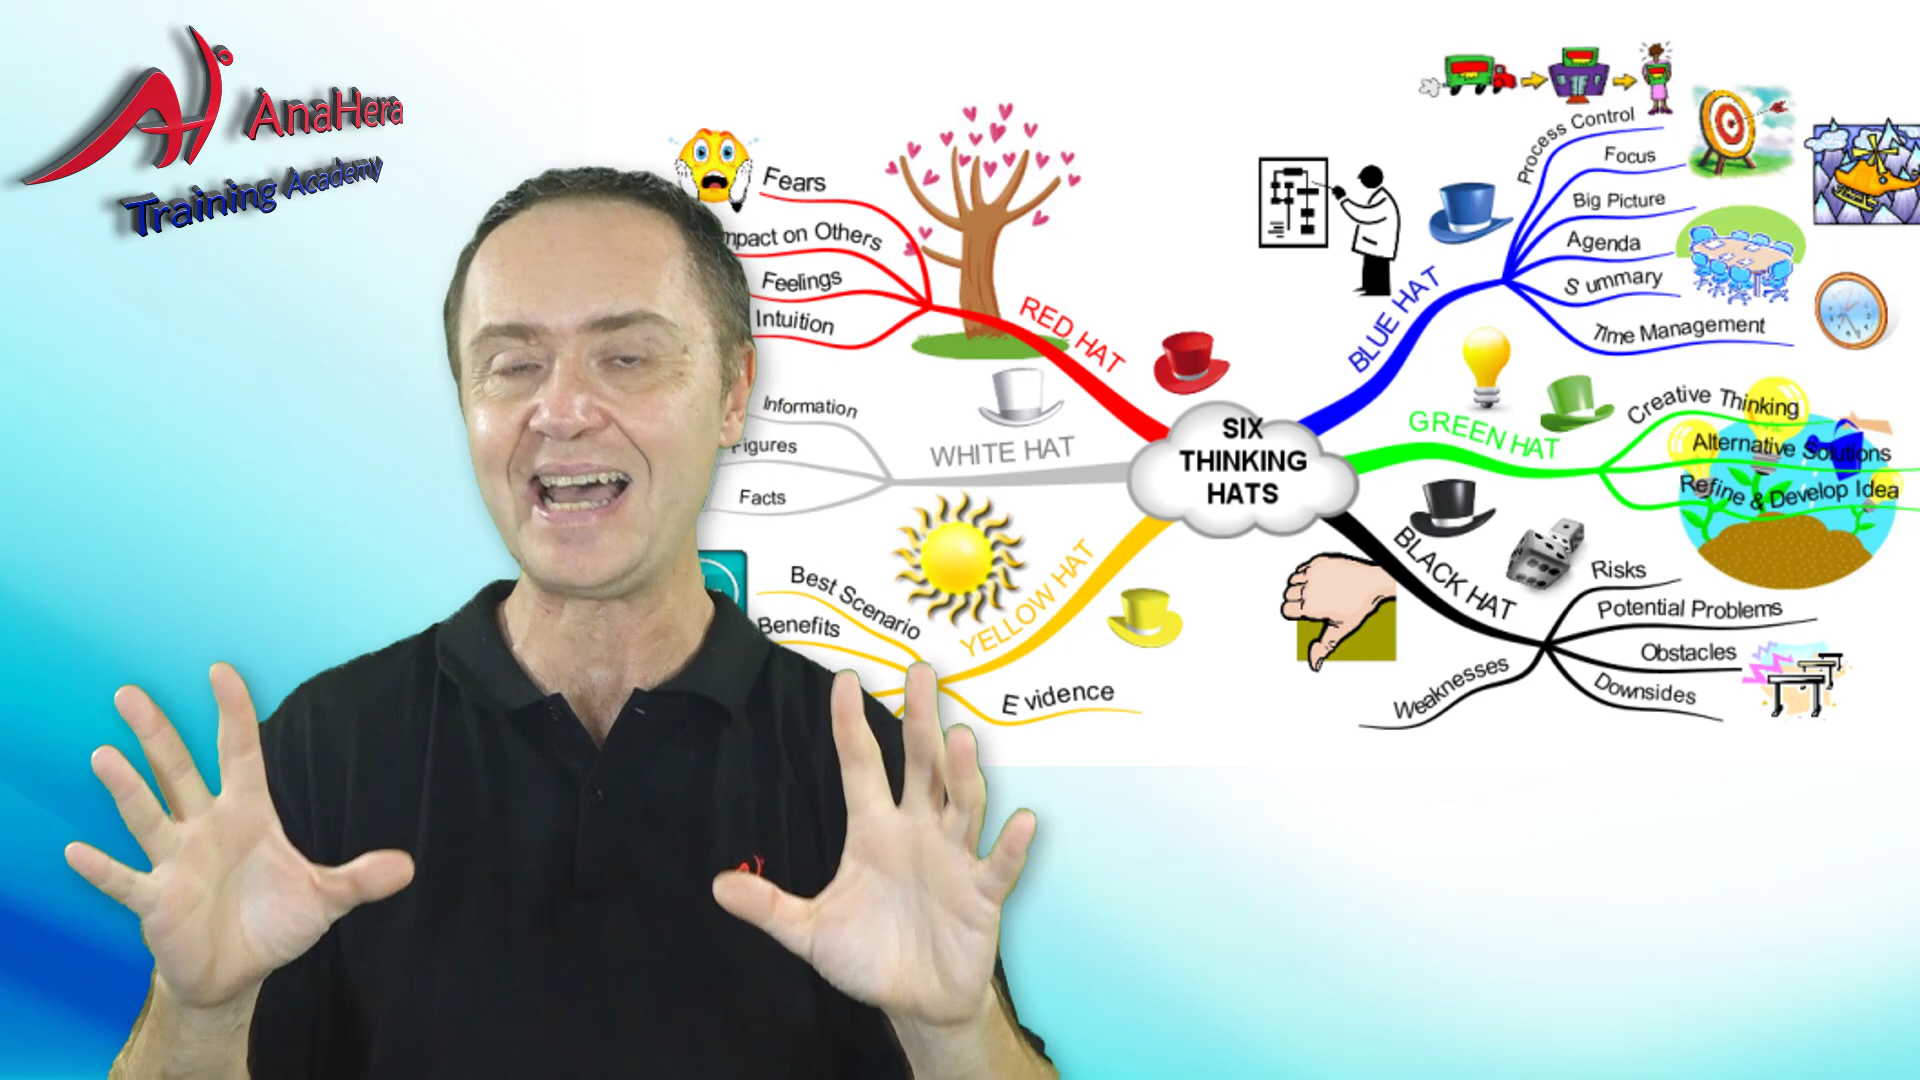 AnaHera
Training Academy
Fears
mpact on Others
Feelings
Intuition
RED HAT
Information
Figures
Facts
WHITE HAT
Best Scenario
Benefits
Evidence
YELLOW HAT
SIX
THINKING
HATS
BLUE HAT
Process Control
Focus
Big Picture
Agenda
Summary
Time Management
GREEN HAT
Creative Thinking
Alternative Solutions
Refine & Develop Idea
BLACK HAT
Risks
Potential Problems
Obstacles
Downsides
Weaknesses